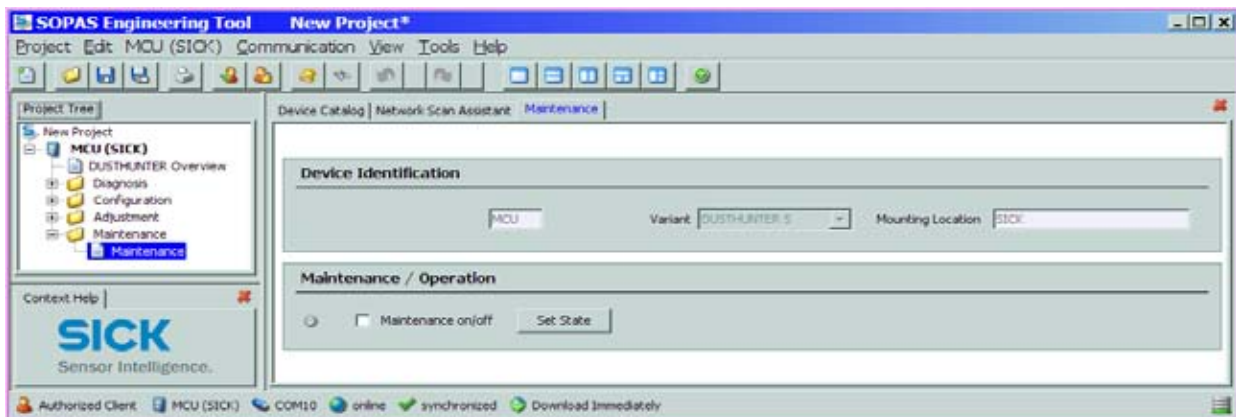 SOPAS Engineering Tool New Project*
Project Edit MCU (SICK) Communication View Tools Help
Project Tree
Device Catalog Network Scan Assistant Maintenance
New Project
MCU (SICK)
DUSTHUNTER Overview
Diagnosis
Configuration
Adjustment
Maintenance
Maintenance
Device Identification
MCU Variant DUSTHUNTER S Mounting Location SICK
Maintenance / Operation
Maintenance on/off Set State
Context Help
SICK
Sensor Intelligence.
Authorized Client MCU (SICK) COM10 online synchronized Download Immediately